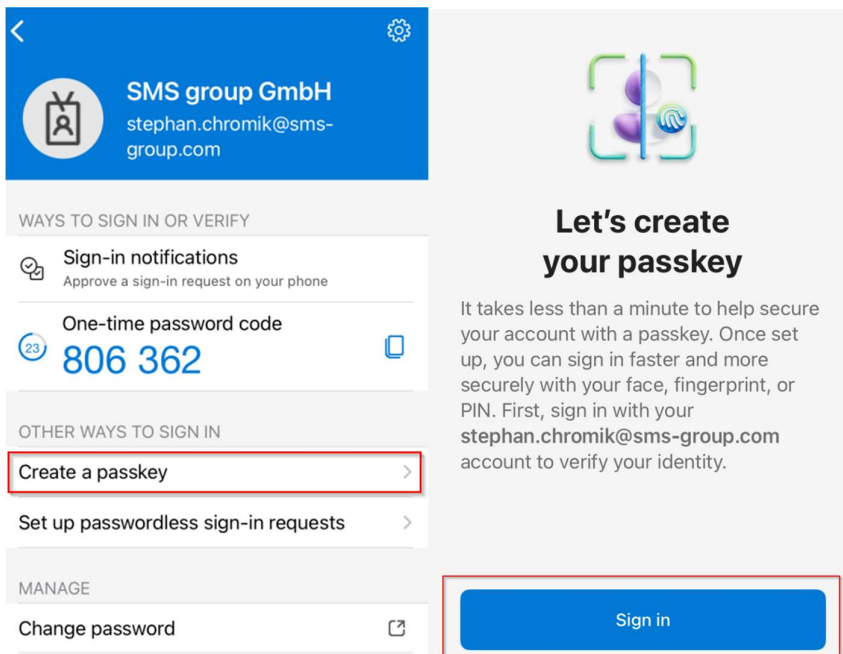 SMS group GmbH
stephan.chromik@sms-
group.com
WAYS TO SIGN IN OR VERIFY
Sign-in notifications
Approve a sign-in request on your phone
One-time password code
23
806 362
OTHER WAYS TO SIGN IN
Create a passkey
Set up passwordless sign-in requests
MANAGE
Change password
Let's create
your passkey
It takes less than a minute to help secure
your account with a passkey. Once set
up, you can sign in faster and more
securely with your face, fingerprint, or
PIN. First, sign in with your
stephan.chromik@sms-group.com
account to verify your identity.
Sign in